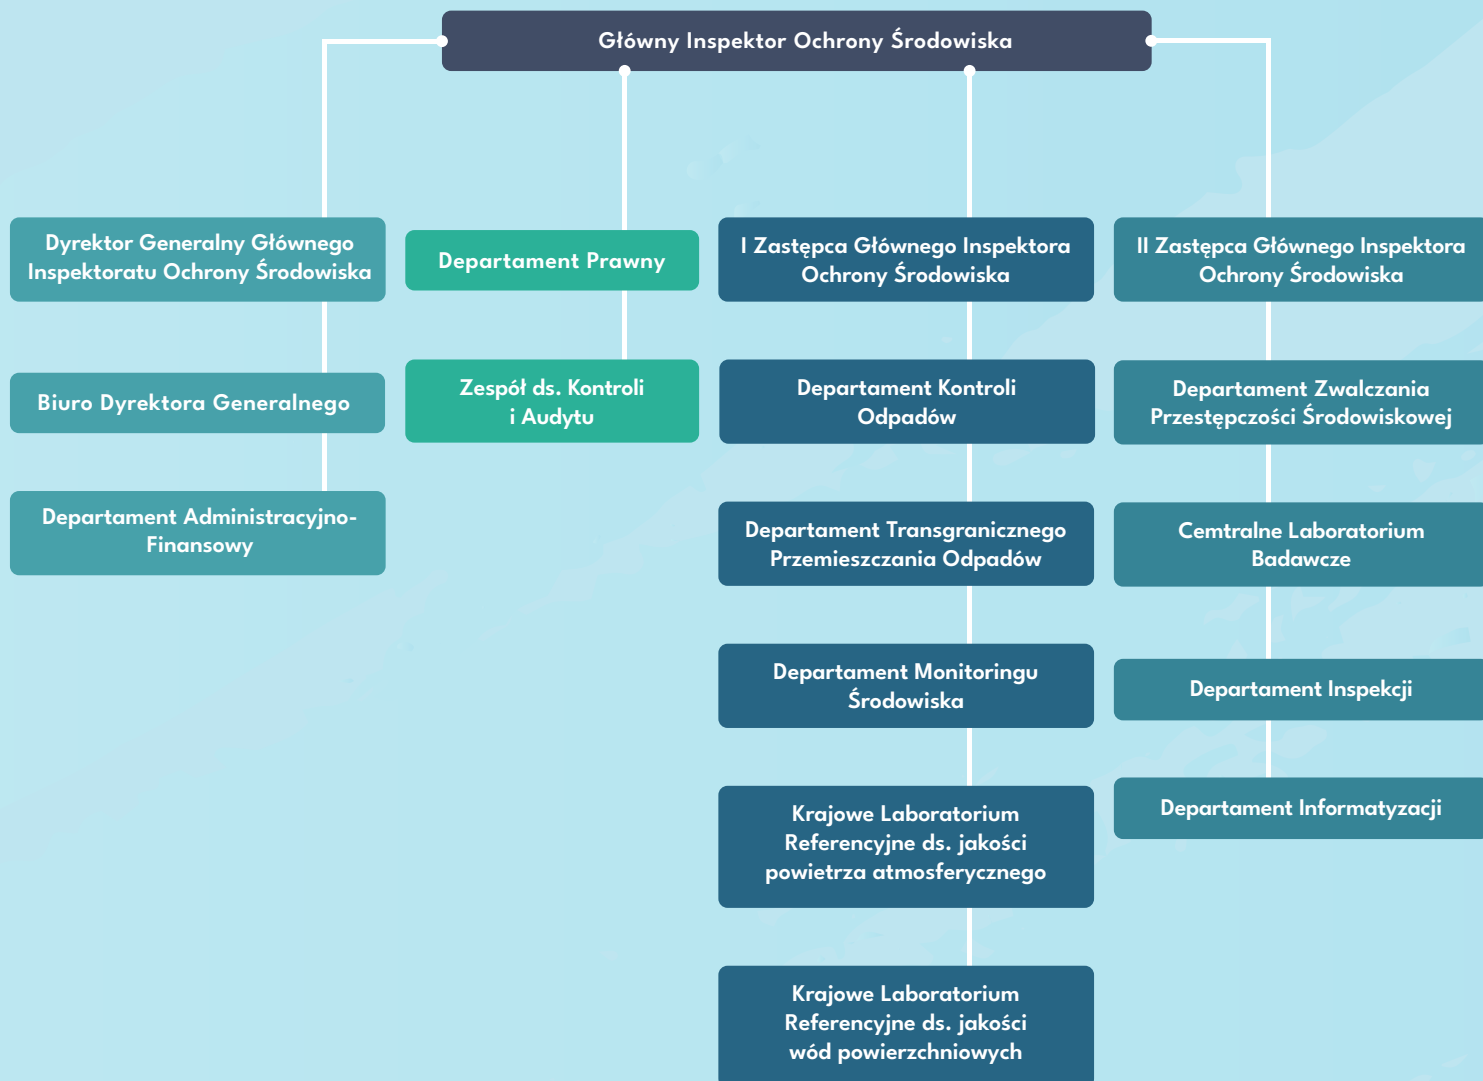 Główny Inspektor Ochrony Środowiska
Dyrektor Generalny Głównego
Inspektoratu Ochrony Środowiska
Biuro Dyrektora Generalnego
Departament Administracyjno-
Finansowy
Departament Prawny
Zespół ds. Kontroli
i Audytu
I Zastępca Głównego Inspektora
Ochrony Środowiska
Departament Kontroli
Odpadów
Departament Transgranicznego
Przemieszczania Odpadów
Departament Monitoringu
Środowiska
Krajowe Laboratorium
Referencyjne ds. jakości
powietrza atmosferycznego
Krajowe Laboratorium
Referencyjne ds. jakości
wód powierzchniowych
II Zastępca Głównego Inspektora
Ochrony Środowiska
Departament Zwalczania
Przestępczości Środowiskowej
Cemtralne Laboratorium
Badawcze
Departament Inspekcji
Departament Informatyzacji